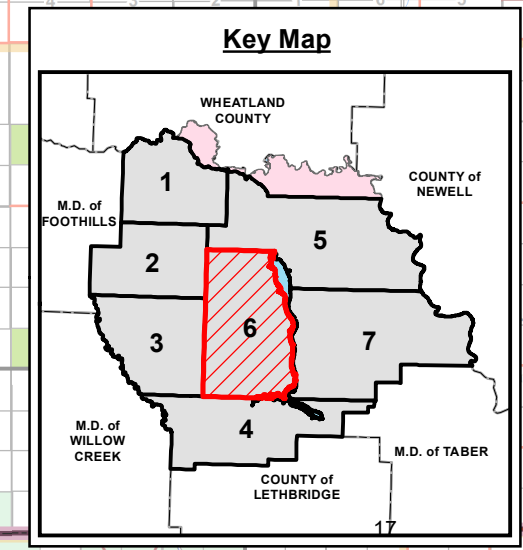 Key Map
WHEATLAND
COUNTY
1
COUNTY of
NEWELL
M.D. of
FOOTHILLS
5
2
6
7
3
4
M.D. of
WILLOW
CREEK
M.D. of TABER
COUNTY of
LETHBRIDGE
17